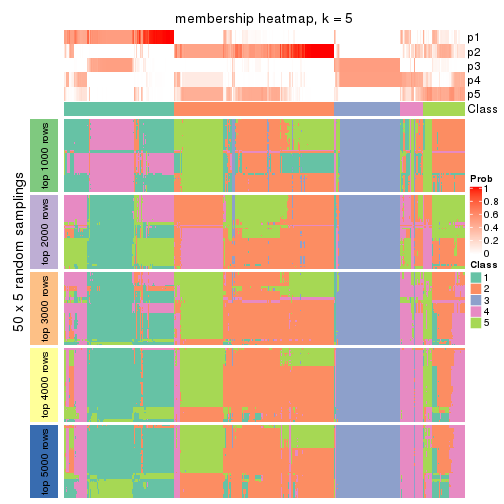 membership heatmap, k = 5
p1
p2
p3
p4
p5
Class
50 x 5 random samplings
top 1000 rows
top 2000 rows
top 3000 rows
top 4000 rows
top 5000 rows
Prob
1
0.8
0.6
0.4
0.2
0
Class
1
2
3
4
5